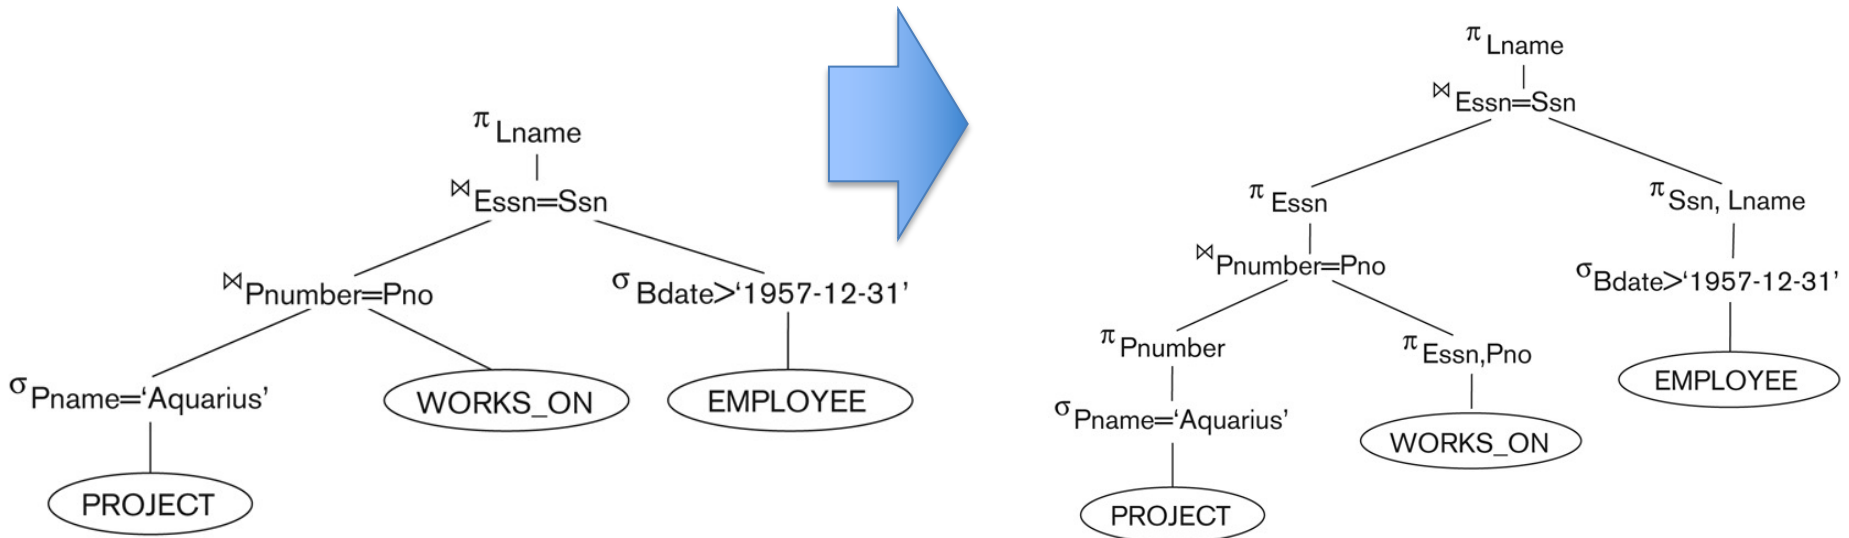 π Lname
⋈ Essn=Ssn
⋈ Pnumber=Pno
σ Bdate>‘1957-12-31’
σ Pname=‘Aquarius’
WORKS_ON
EMPLOYEE
PROJECT
π Lname
⋈ Essn=Ssn
π Essn
π Ssn, Lname
⋈ Pnumber=Pno
σ Bdate>‘1957-12-31’
π Pnumber
π Essn,Pno
EMPLOYEE
σ Pname=‘Aquarius’
WORKS_ON
PROJECT